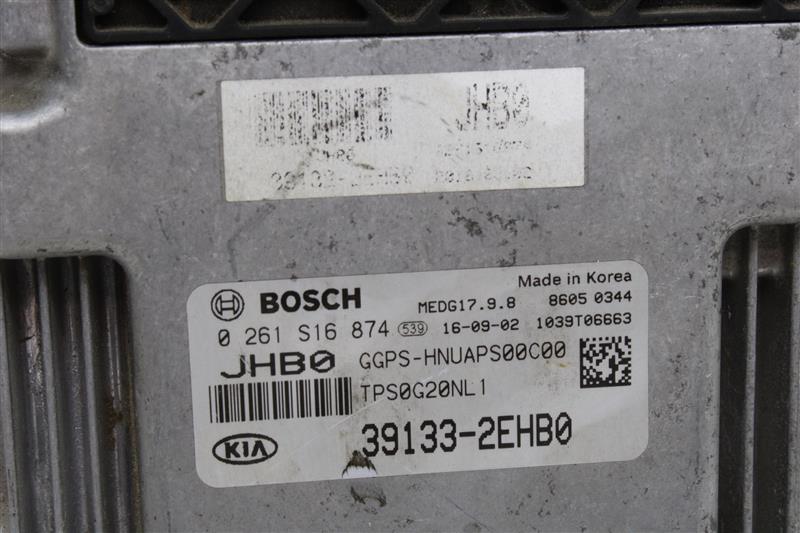 JHB0
BOSCH
Made in Korea
MEDG17.9.8 8605 0344
0 261 S16 874 539 16-09-02 1039T06663
JHB0 GGPS-HNUAPS00C00
TPS0G20NL1
KIA 39133-2EHB0